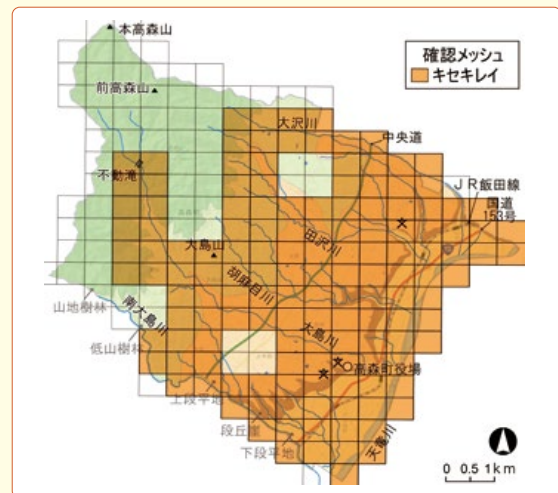 本高森山
前高森山
確認メッシュ
キセキレイ
大沢川
中央道
不動滝
JR飯田線
国道
153号
田沢川
大島山
胡麻目川
山地樹林
南大島川
大島川
低山樹林
高森町役場
上段平地
段丘崖
下段平地
天竜川
0 0.5 1km